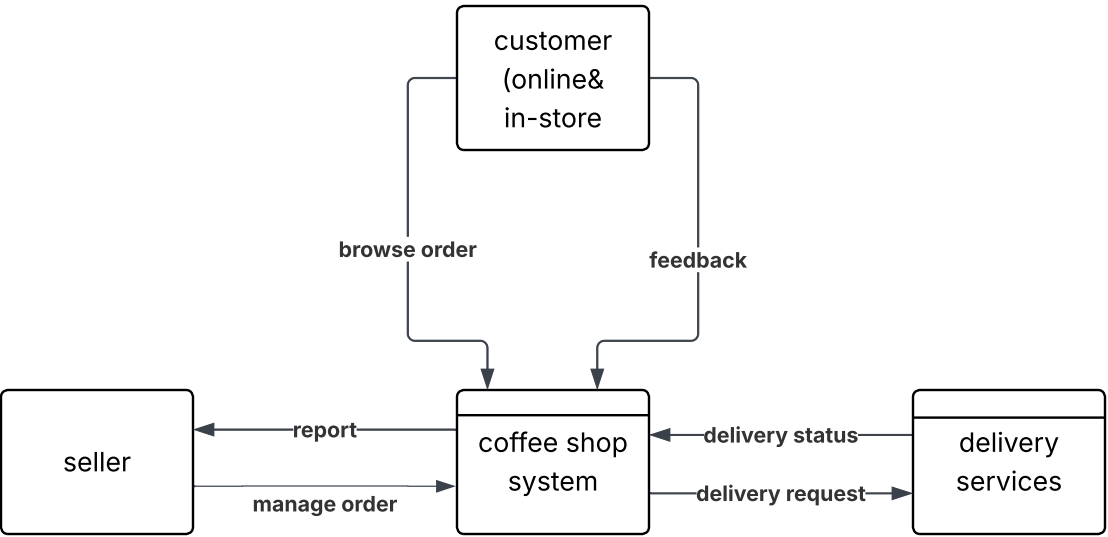 customer
(online&
in-store
browse order
feedback
seller
report
manage order
coffee shop
system
delivery status
delivery request
delivery
services